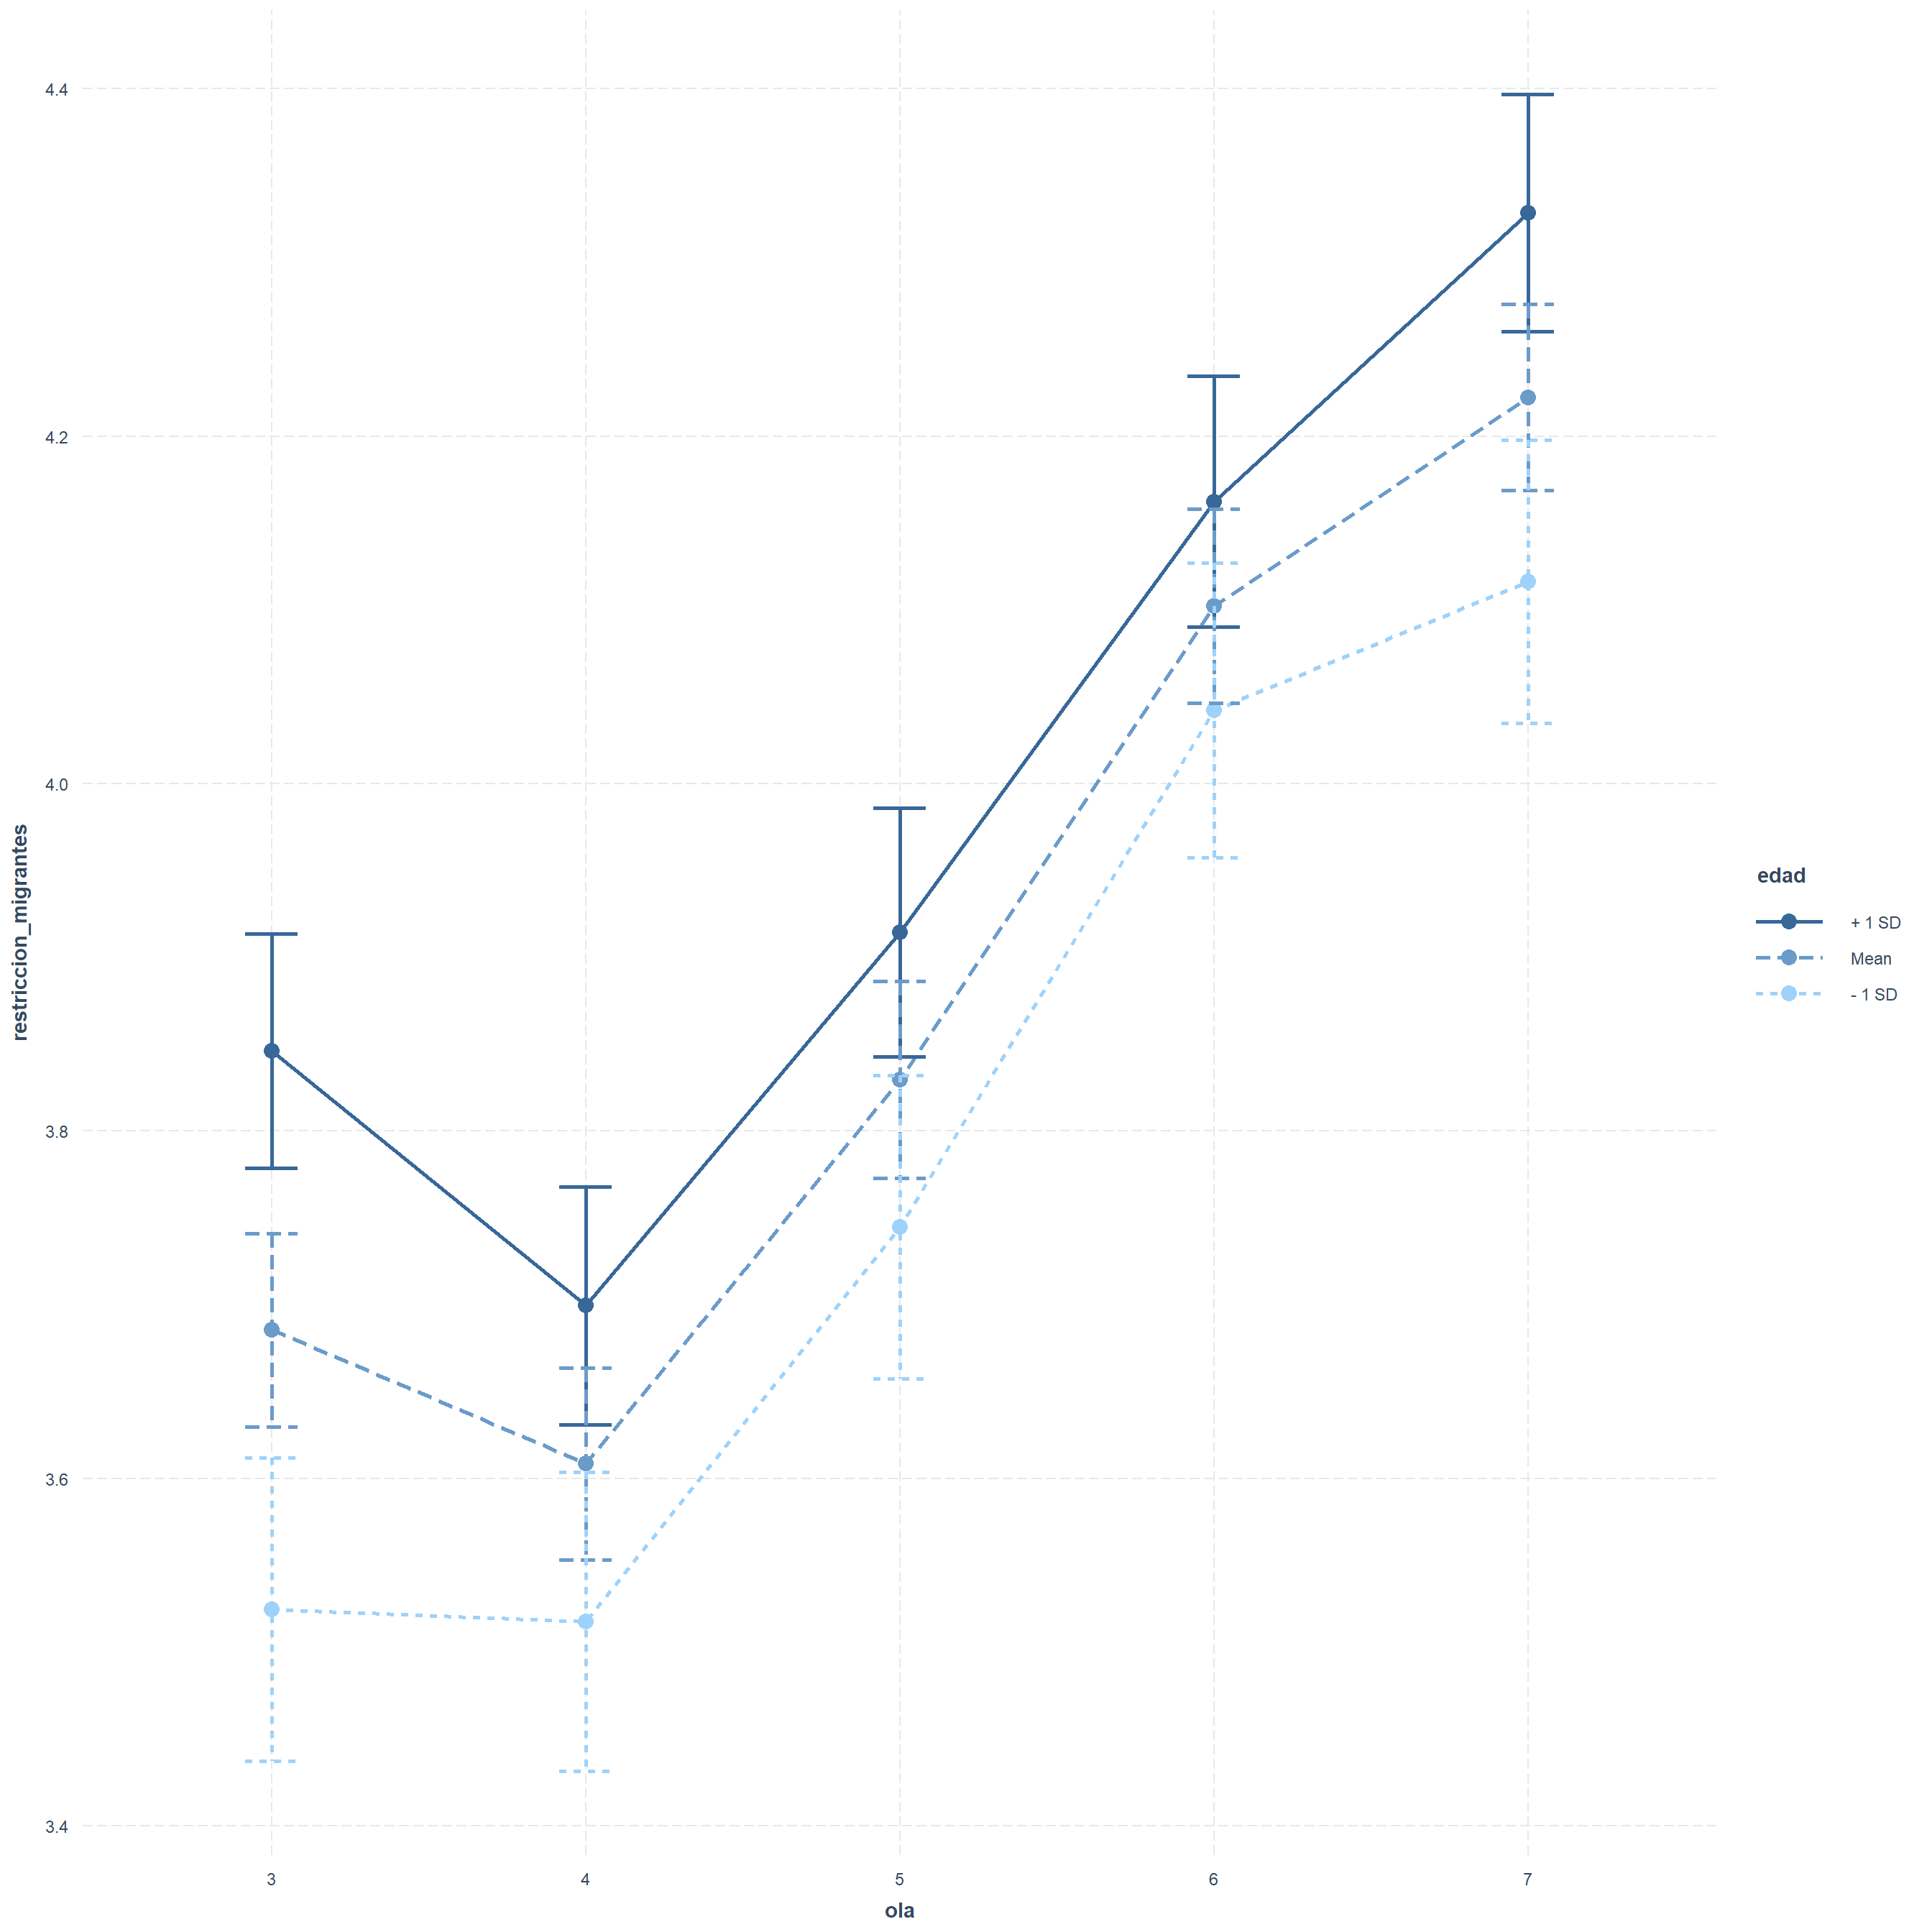 4.4
4.2
4.0
3.8
3.6
3.4
restriccion_migrantes
3
4
5
6
7
ola
edad
+ 1 SD
Mean
- 1 SD